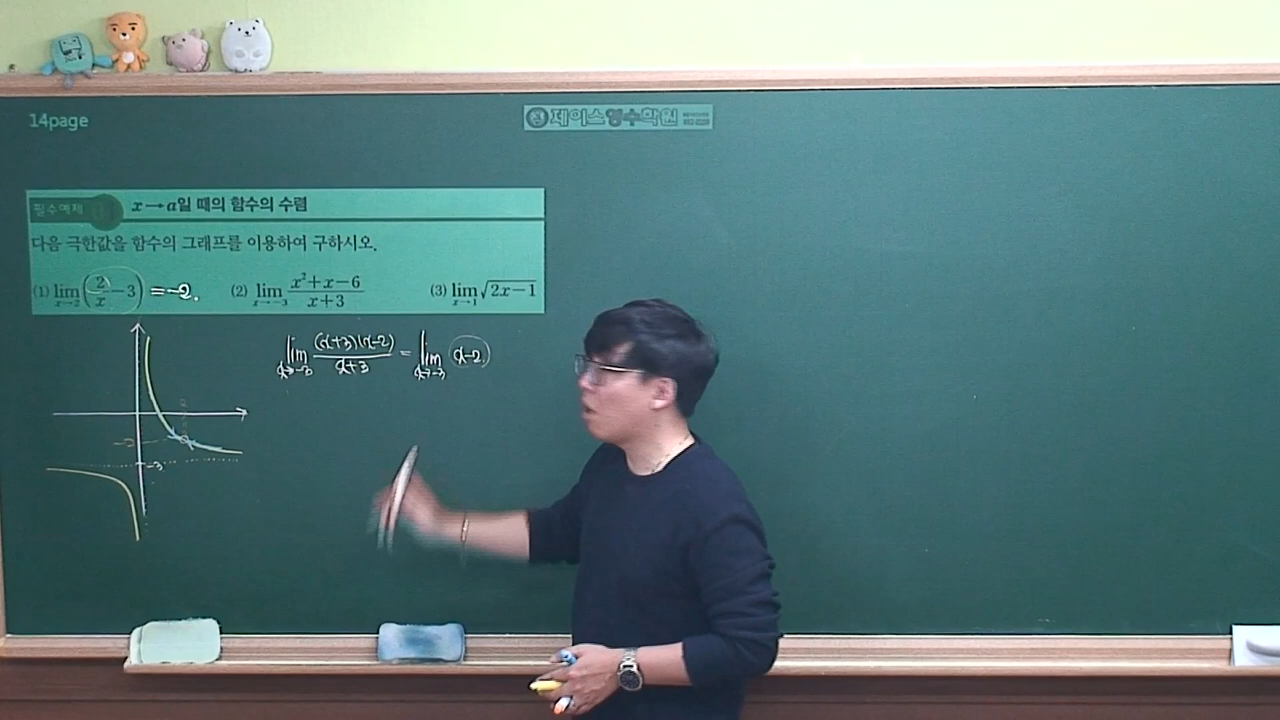 14page
제이스영수학원
필수예제 x→a일 때의 함수의 수렴
다음 극한값을 함수의 그래프를 이용하여 구하시오.
(1) lim_{x→2} (2/x − 3) = −2. (2) lim_{x→−3} (x²+x−6)/(x+3) (3) lim_{x→1} √(2x−1)
lim_{x→−3} (x+3)(x−2)/(x+3) = lim_{x→−3} (x−2)
2
−2
−3